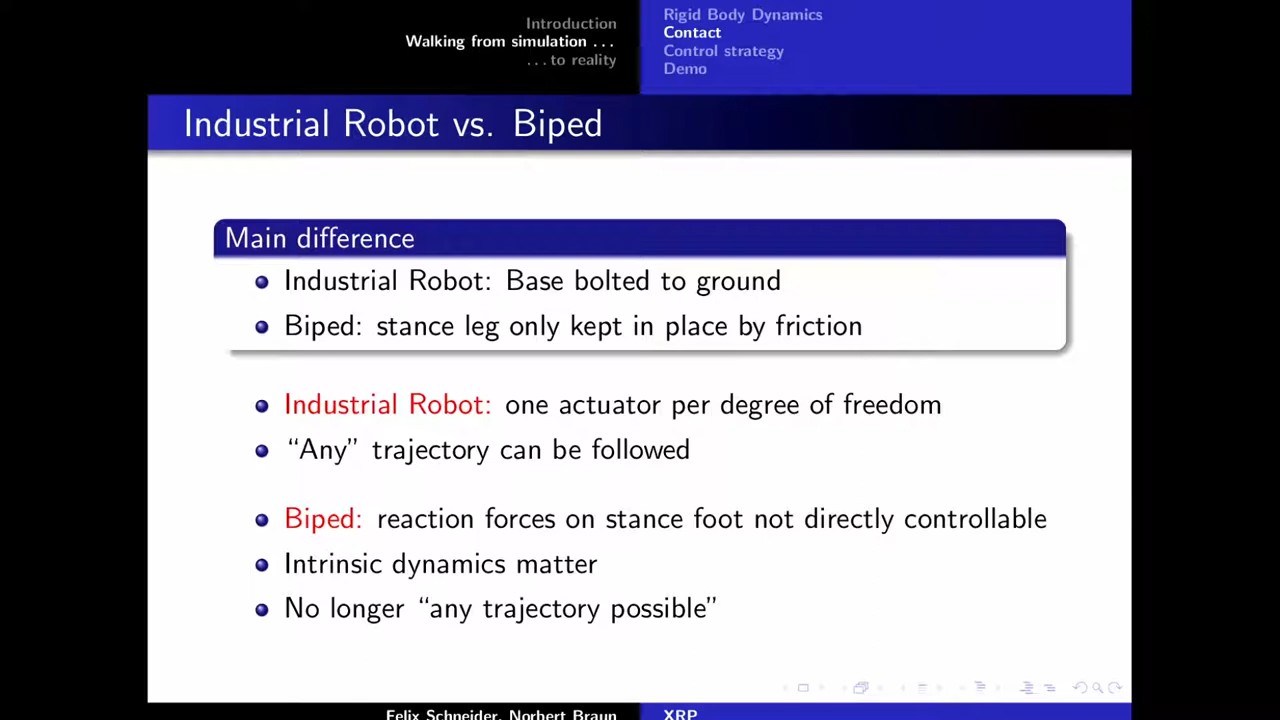 Introduction
Walking from simulation ...
... to reality
Rigid Body Dynamics
Contact
Control strategy
Demo
Industrial Robot vs. Biped
Main difference
Industrial Robot: Base bolted to ground
Biped: stance leg only kept in place by friction
Industrial Robot: one actuator per degree of freedom
“Any” trajectory can be followed
Biped: reaction forces on stance foot not directly controllable
Intrinsic dynamics matter
No longer “any trajectory possible”
Felix Schneider, Norbert Braun
XRP